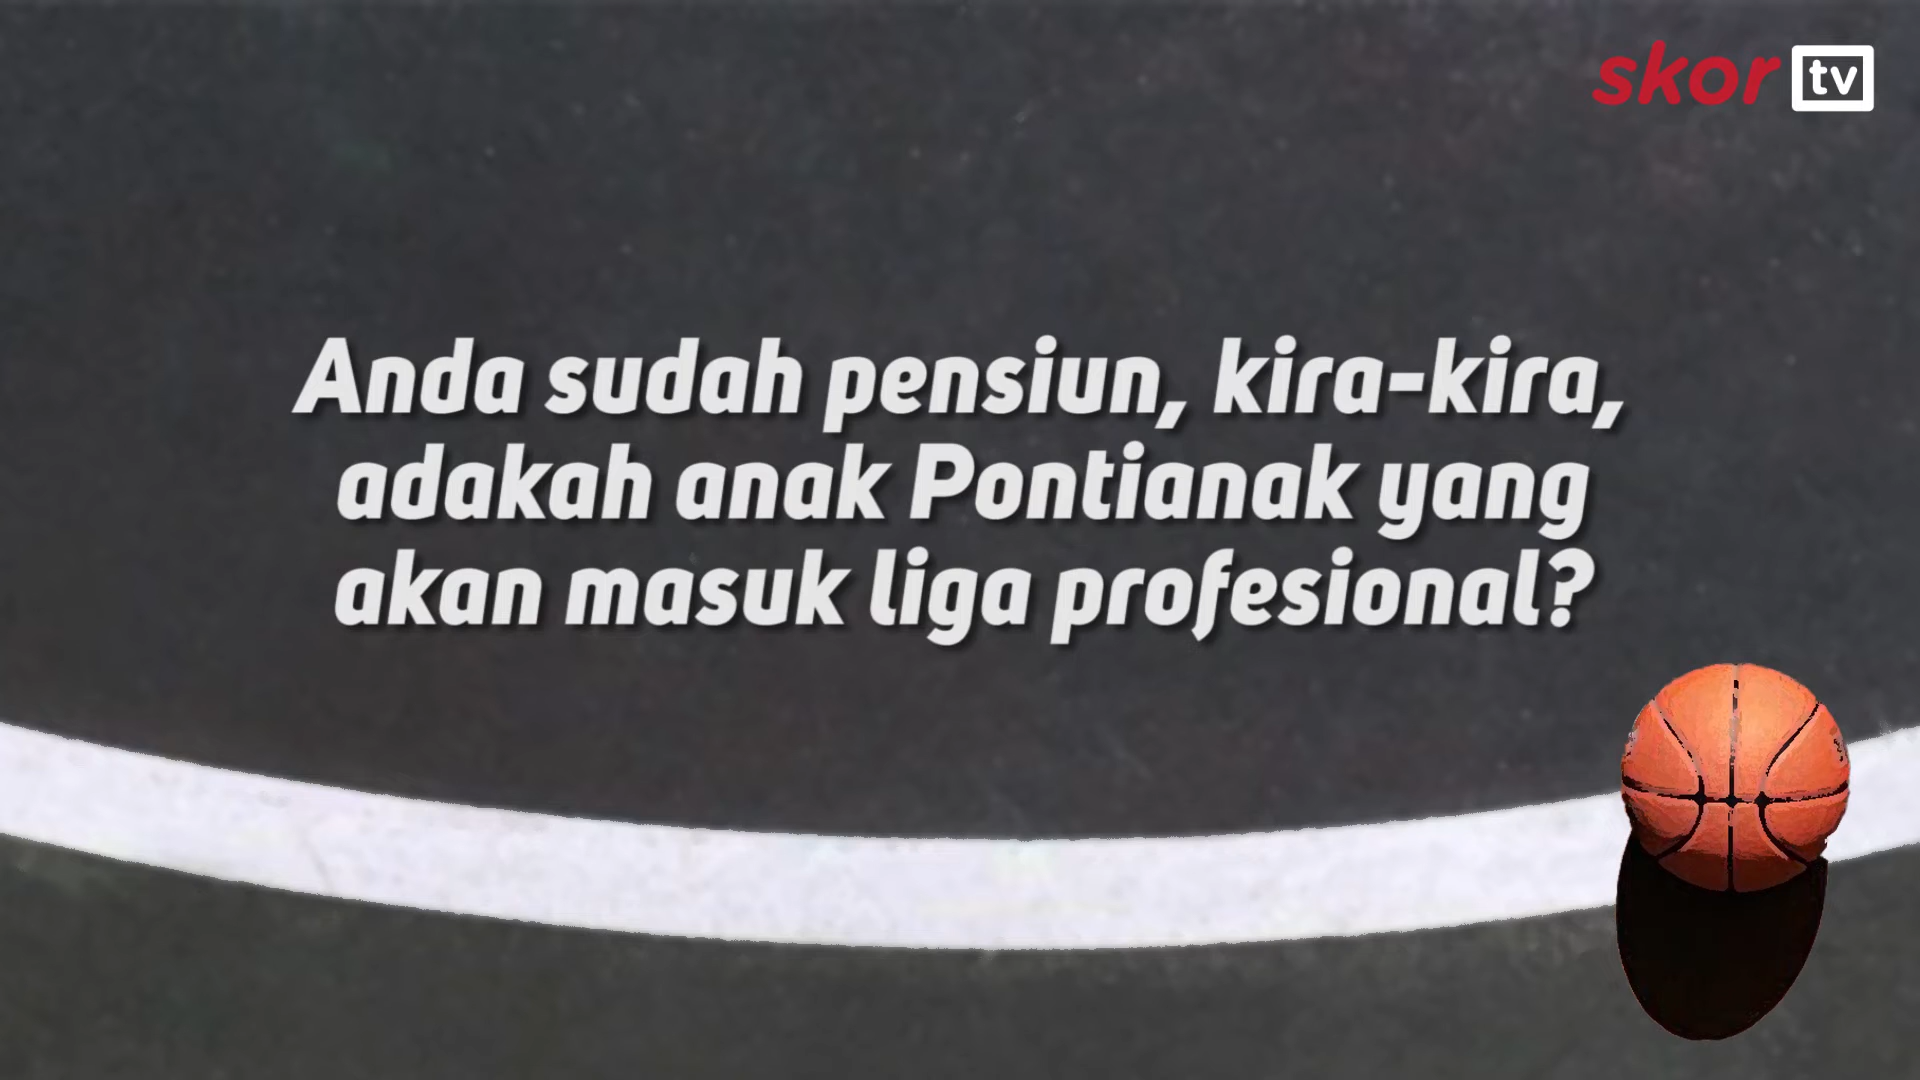 skor tv
Anda sudah pensiun, kira-kira,
adakah anak Pontianak yang
akan masuk liga profesional?